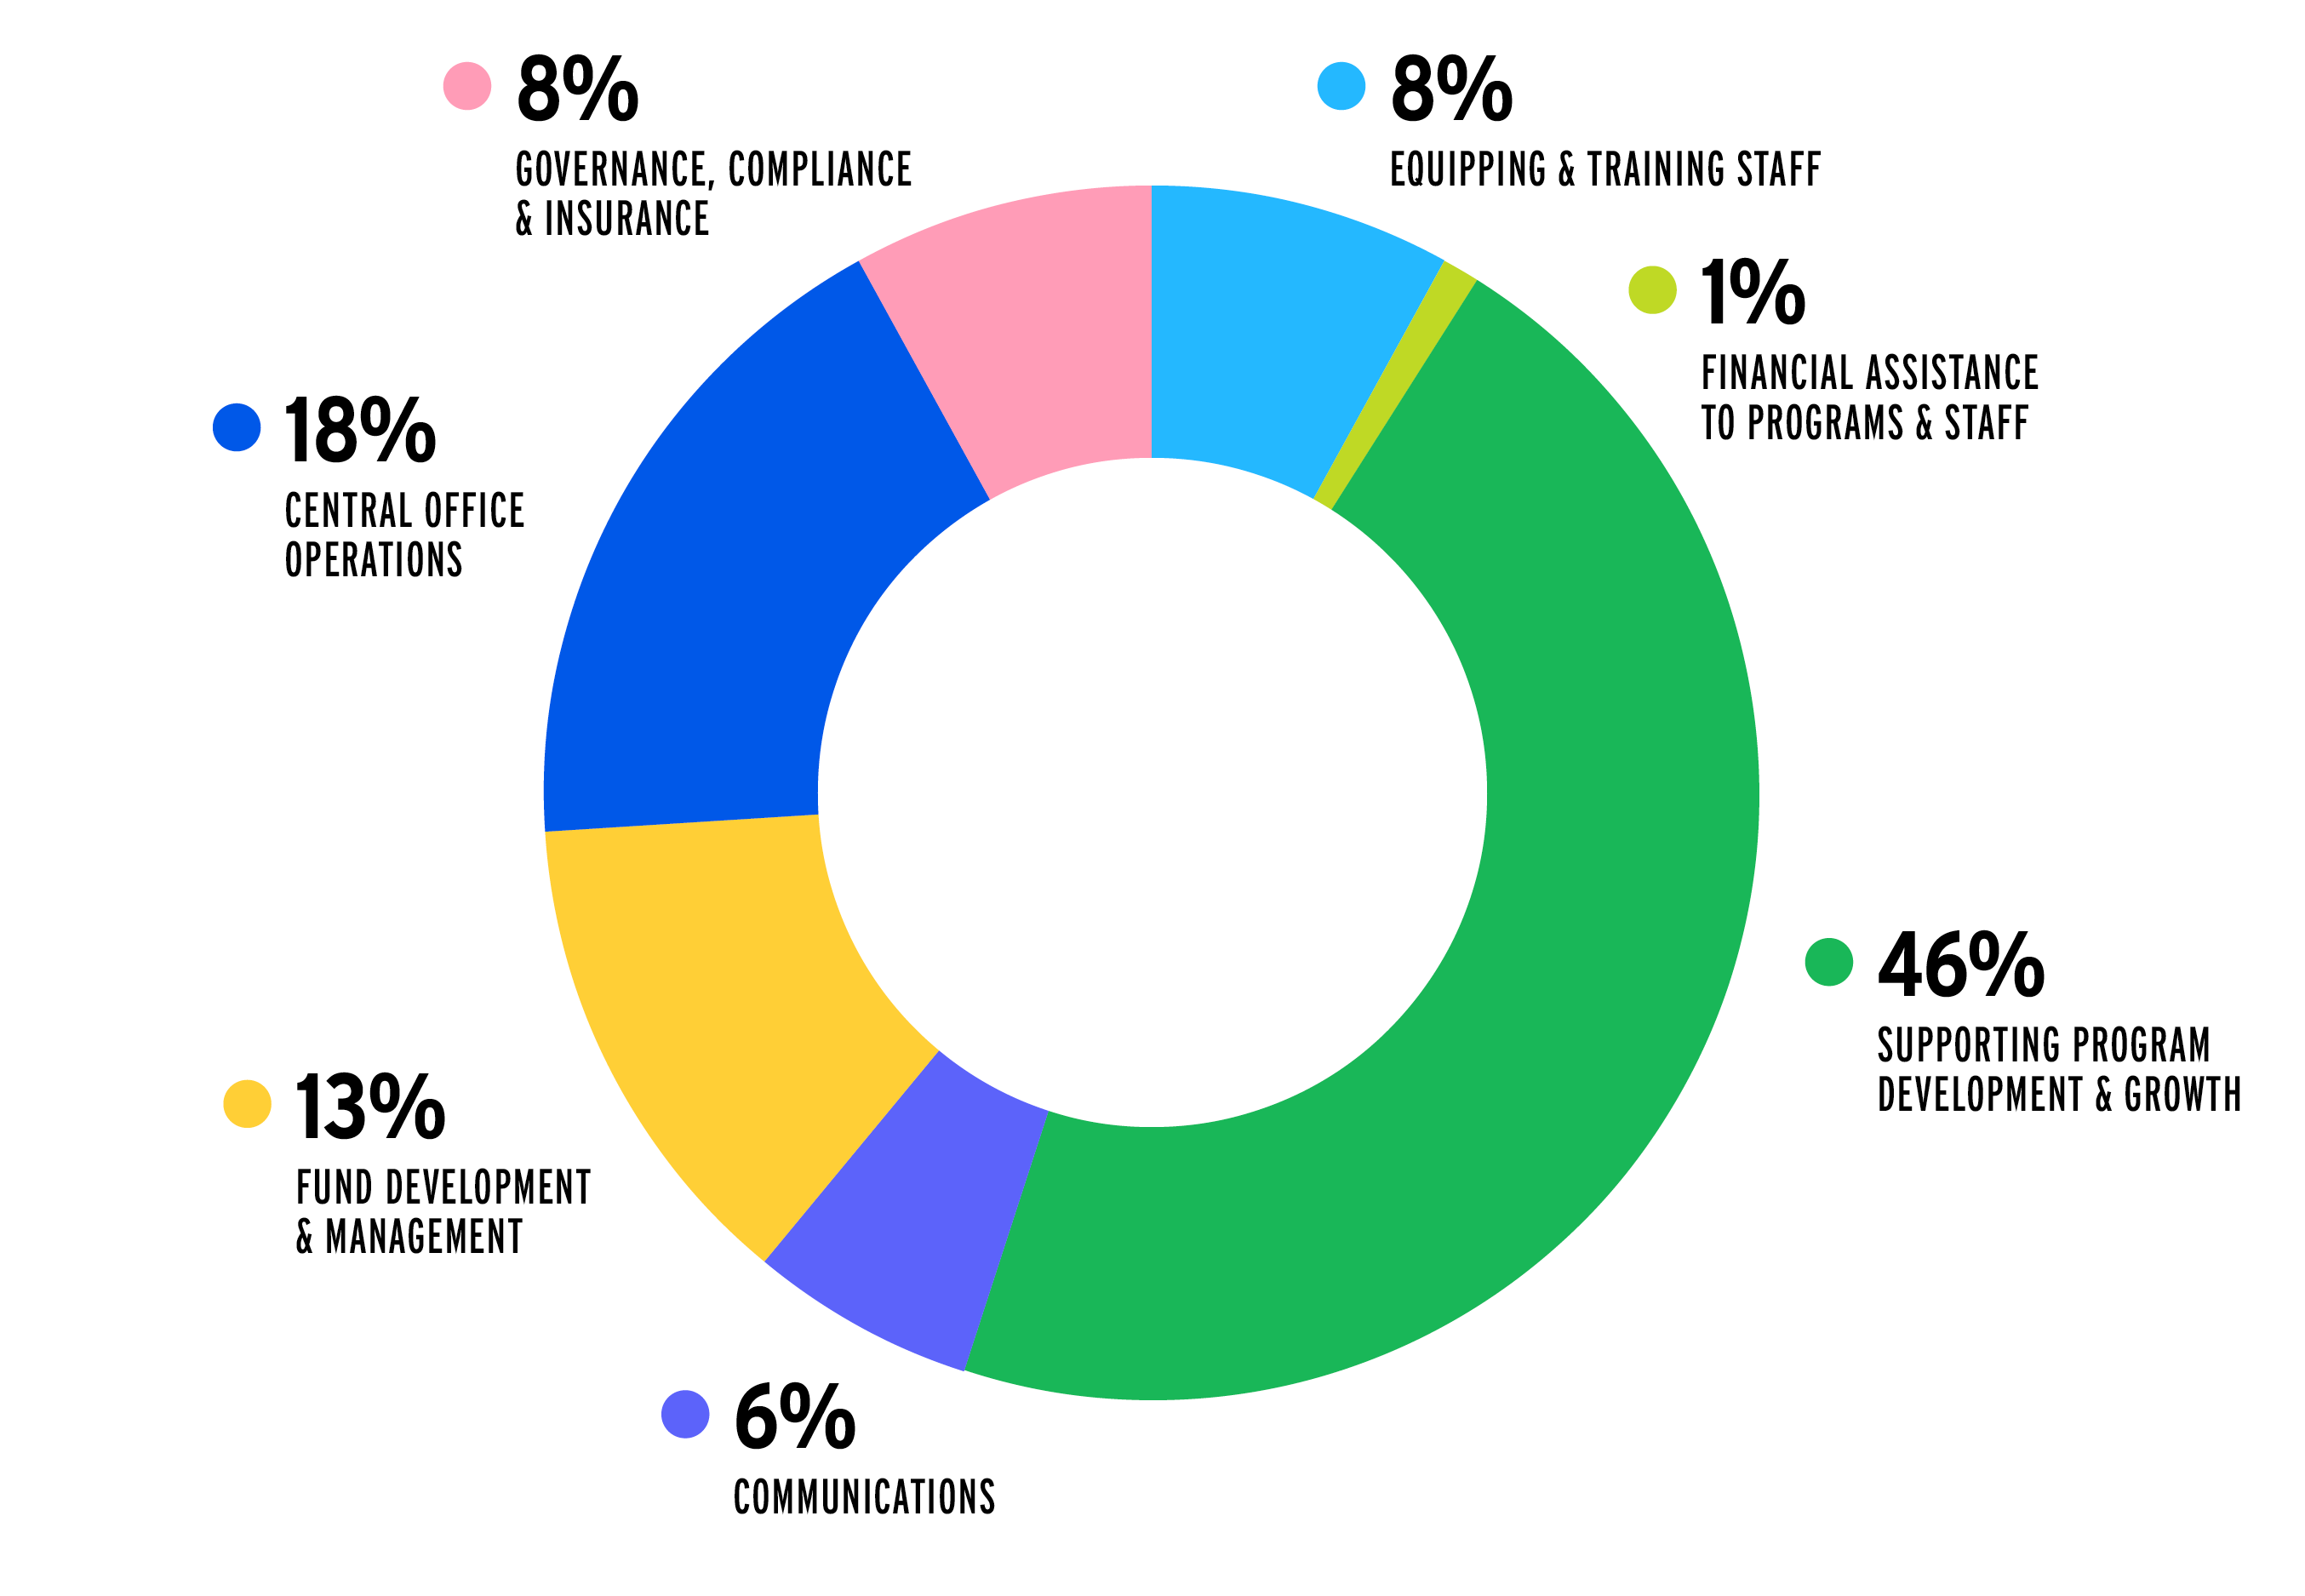 8%
GOVERNANCE, COMPLIANCE
& INSURANCE
8%
EQUIPPING & TRAINING STAFF
1%
FINANCIAL ASSISTANCE
TO PROGRAMS & STAFF
18%
CENTRAL OFFICE
OPERATIONS
46%
SUPPORTING PROGRAM
DEVELOPMENT & GROWTH
13%
FUND DEVELOPMENT
& MANAGEMENT
6%
COMMUNICATIONS